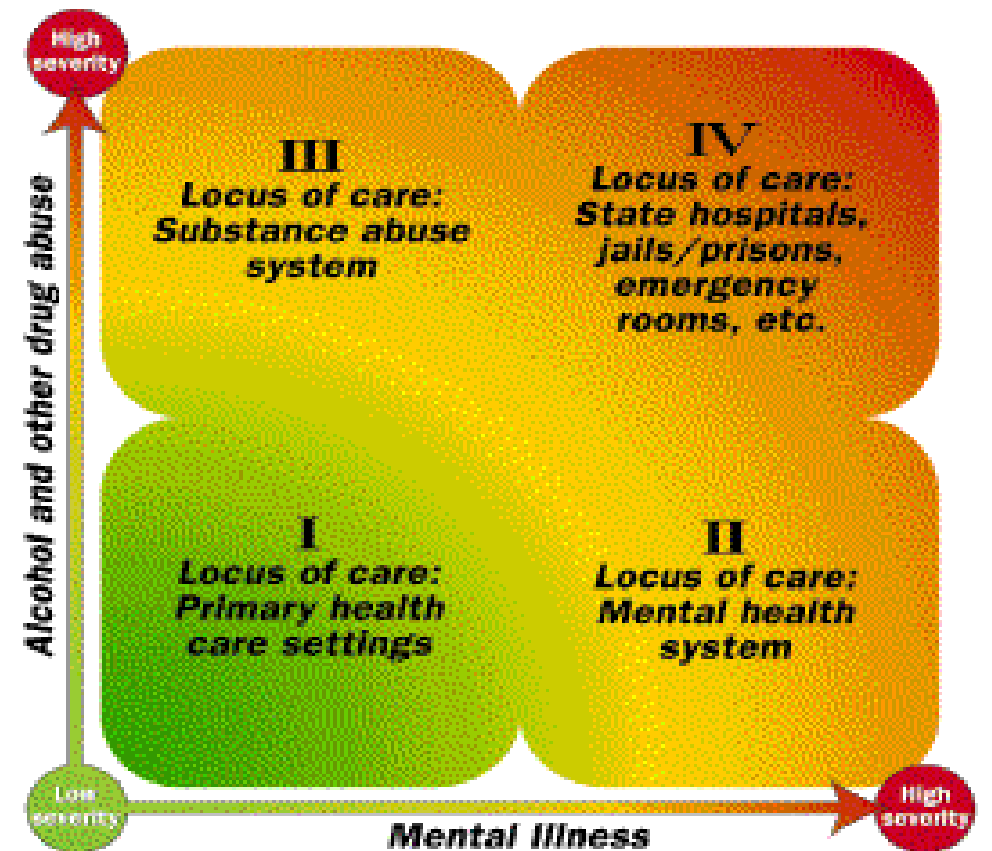 High
severity
III
Locus of care:
Substance abuse
system
IV
Locus of care:
State hospitals,
jails/prisons,
emergency
rooms, etc.
Alcohol and other drug abuse
I
Locus of care:
Primary health
care settings
II
Locus of care:
Mental health
system
Low
severity
Mental Illness
High
severity